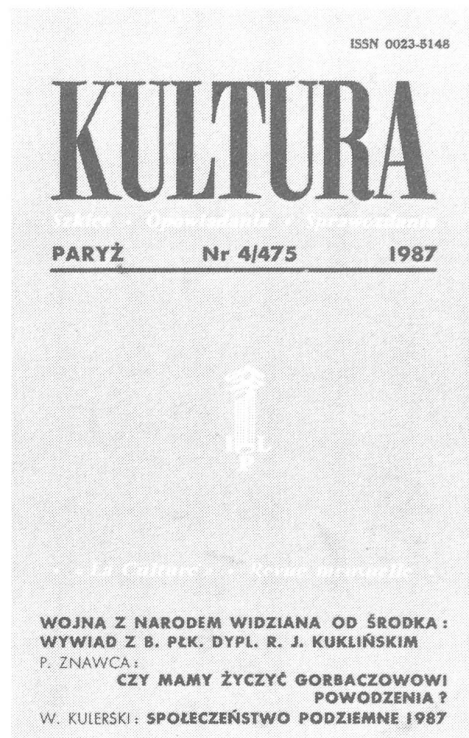 ISSN 0023-5148
KULTURA
Szkice • Opowiadania • Sprawozdania
PARYŻ Nr 4/475 1987
I L
P
La Culture Revue mensuelle
WOJNA Z NARODEM WIDZIANA OD ŚRODKA:
WYWIAD Z B. PŁK. DYPL. R. J. KUKLIŃSKIM
P. ZNAWCA:
CZY MAMY ŻYCZYĆ GORBACZOWOWI
POWODZENIA?
W. KULERSKI: SPOŁECZEŃSTWO PODZIEMNE 1987